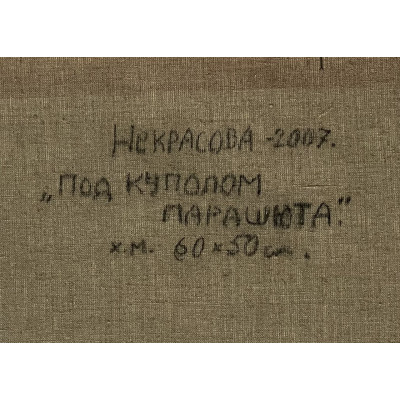 Некрасова - 2007.
„Под куполом
парашюта."
х.м. 60 × 50 см.